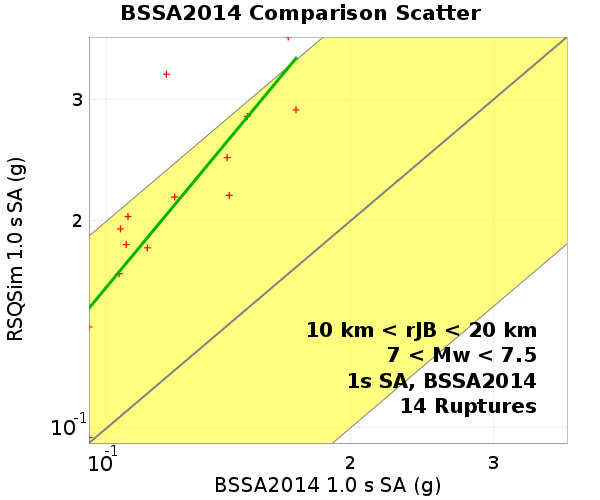 BSSA2014 Comparison Scatter
RSQSim 1.0 s SA (g)
3
2
10-1
10 km < rJB < 20 km
7 < Mw < 7.5
1s SA, BSSA2014
14 Ruptures
10-1 2 3
BSSA2014 1.0 s SA (g)